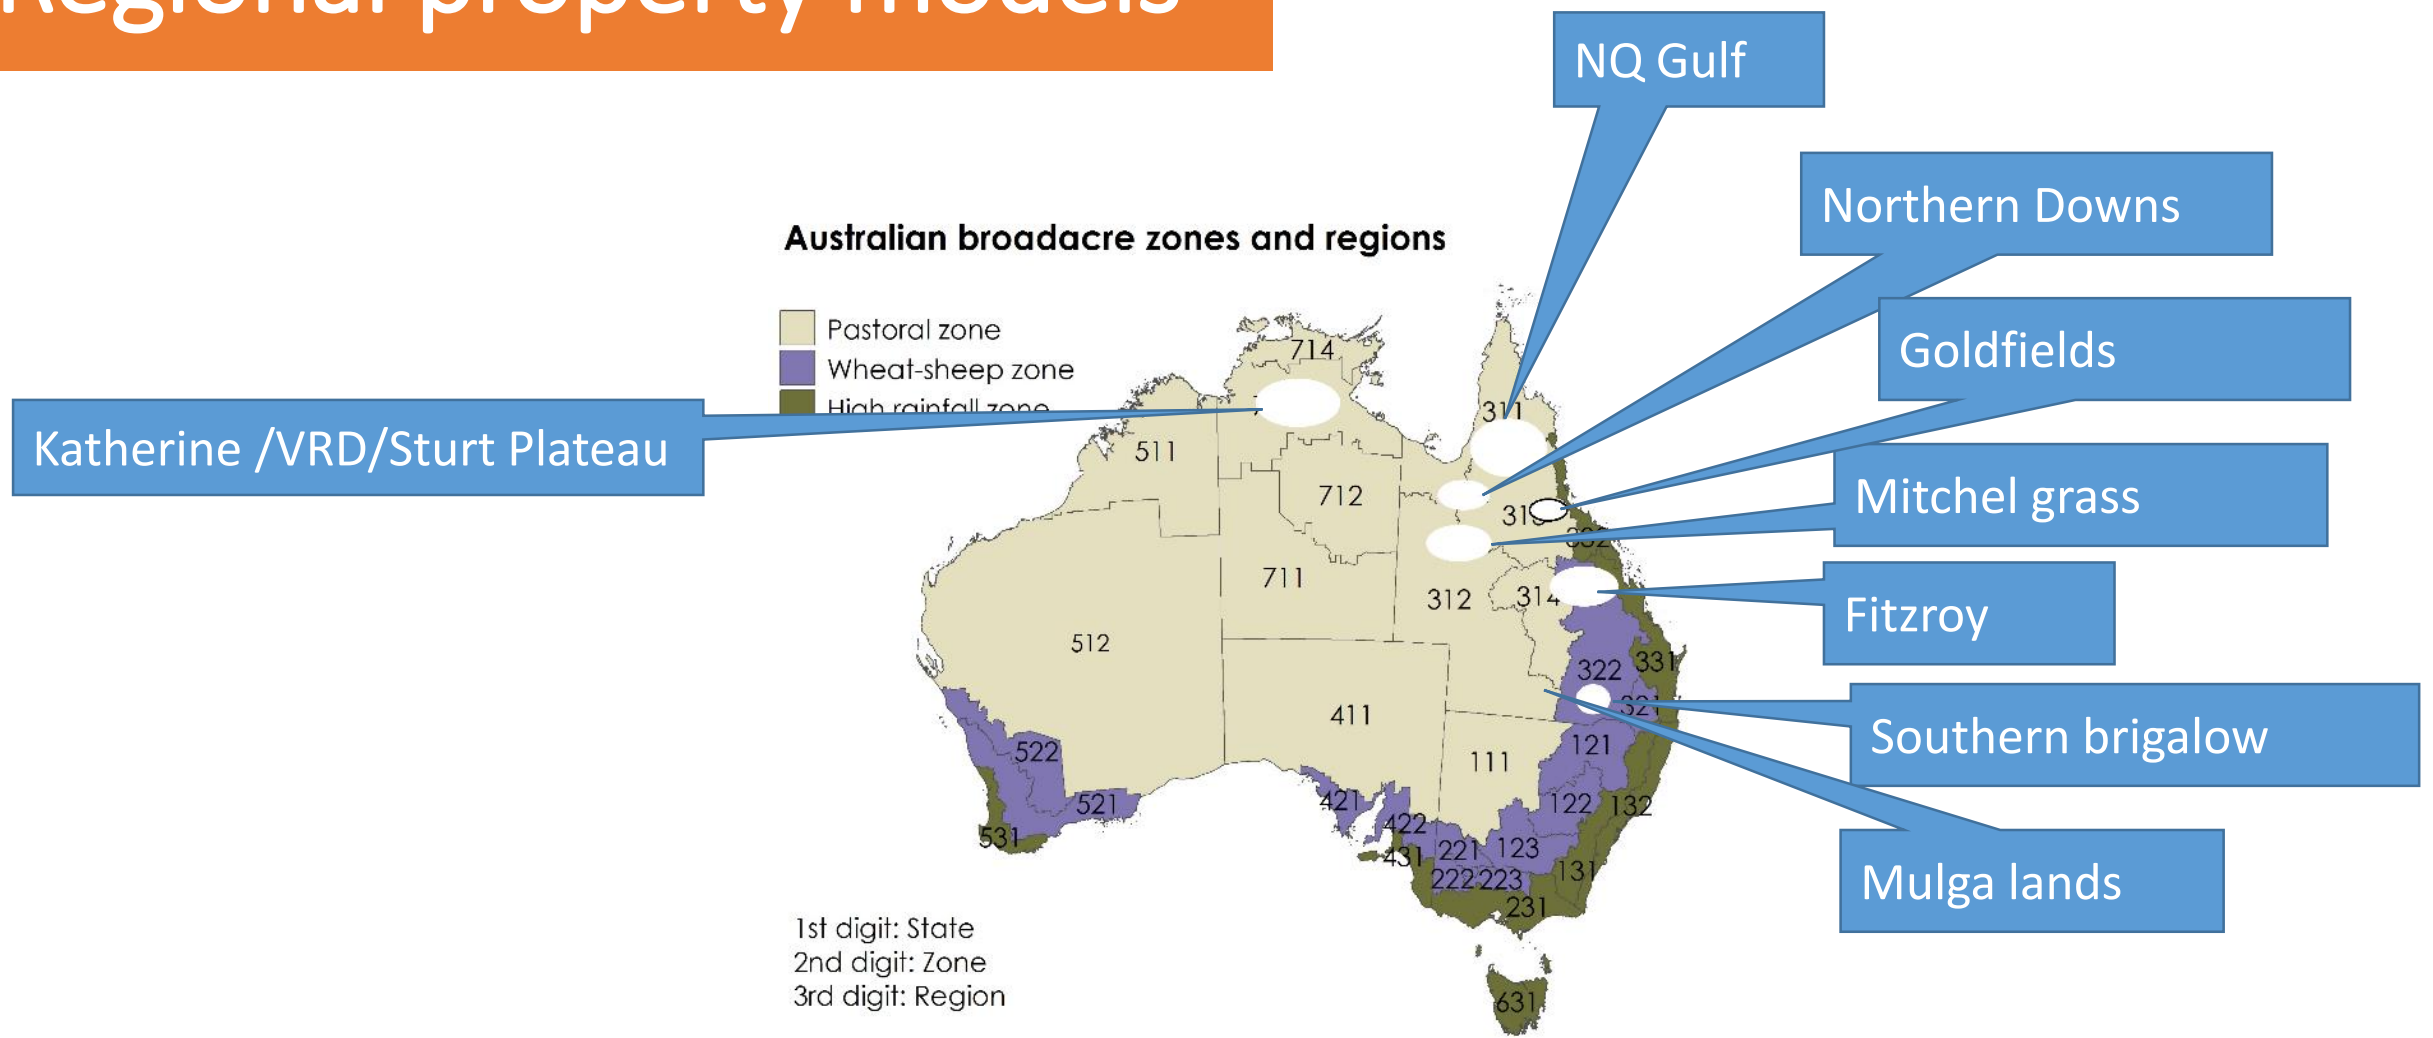 Regional property models
NQ Gulf
Northern Downs
Australian broadacre zones and regions
Goldfields
Pastoral zone
Wheat-sheep zone
High rainfall zone
Katherine /VRD/Sturt Plateau
Mitchel grass
Fitzroy
Southern brigalow
Mulga lands
714
311
511
712
332
711
312
314
512
322
331
321
411
121
111
522
521
421
122
132
422
531
431
221
123
222
223
131
231
631
1st digit: State
2nd digit: Zone
3rd digit: Region